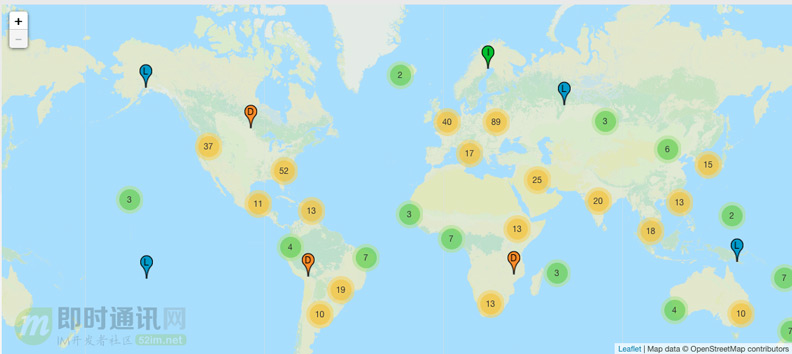 +
−
2
I
L
L
D
40
89
3
37
17
6
15
52
25
3
11
13
20
13
3
13
2
7
18
4
7
L
D
D
L
3
7
19
13
10
4
10
7
m 即时通讯网
IM开发者社区 52im.net
Leaflet | Map data © OpenStreetMap contributors